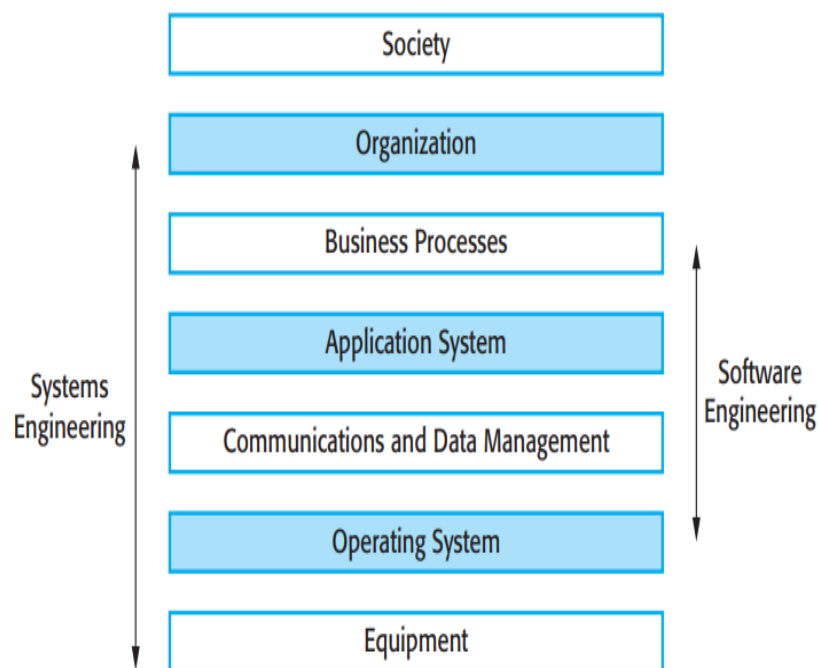 Society
Organization
Business Processes
Application System
Systems
Engineering
Software
Engineering
Communications and Data Management
Operating System
Equipment